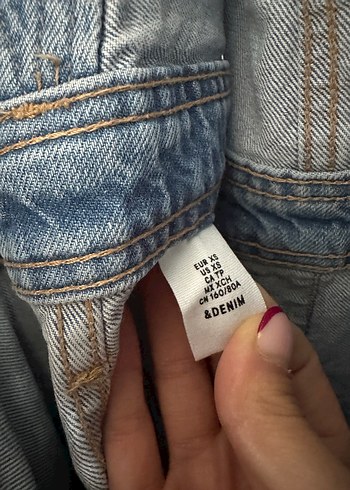 EUR XS
US XS
CA TP
MX XCH
CN 160/80A
&DENIM